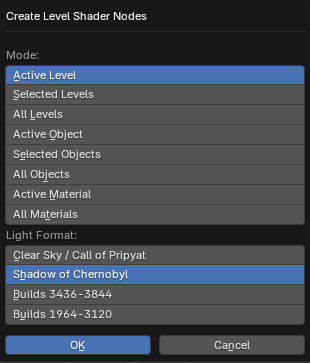 Create Level Shader Nodes
Mode:
Active Level
Selected Levels
All Levels
Active Object
Selected Objects
All Objects
Active Material
All Materials
Light Format:
Clear Sky / Call of Pripyat
Shadow of Chernobyl
Builds 3436-3844
Builds 1964-3120
OK
Cancel